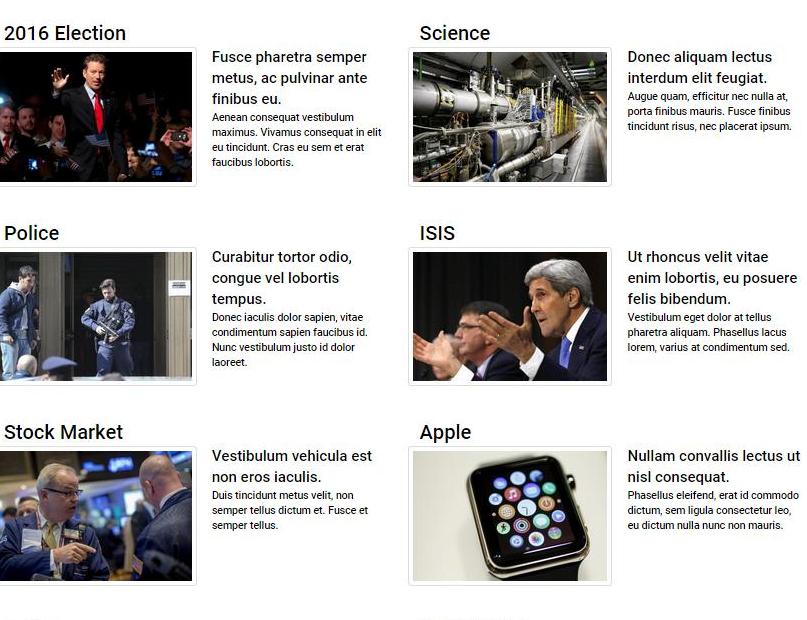 2016 Election
Fusce pharetra semper
metus, ac pulvinar ante
finibus eu.
Aenean consequat vestibulum
maximus. Vivamus consequat in elit
eu tincidunt. Cras eu sem et erat
faucibus lobortis.
Science
Donec aliquam lectus
interdum elit feugiat.
Augue quam, efficitur nec nulla at,
porta finibus mauris. Fusce finibus
tincidunt risus, nec placerat ipsum.
Police
Curabitur tortor odio,
congue vel lobortis
tempus.
Donec iaculis dolor sapien, vitae
condimentum sapien faucibus id.
Nunc vestibulum justo id dolor
laoreet.
ISIS
Ut rhoncus velit vitae
enim lobortis, eu posuere
felis bibendum.
Vestibulum eget dolor at tellus
pharetra aliquam. Phasellus lacus
lorem, varius at condimentum sed.
Stock Market
Vestibulum vehicula est
non eros iaculis.
Duis tincidunt metus velit, non
semper tellus dictum et. Fusce et
semper tellus.
Apple
Nullam convallis lectus ut
nisl consequat.
Phasellus eleifend, erat id commodo
dictum, sem ligula consectetur leo,
eu dictum nulla nunc non mauris.